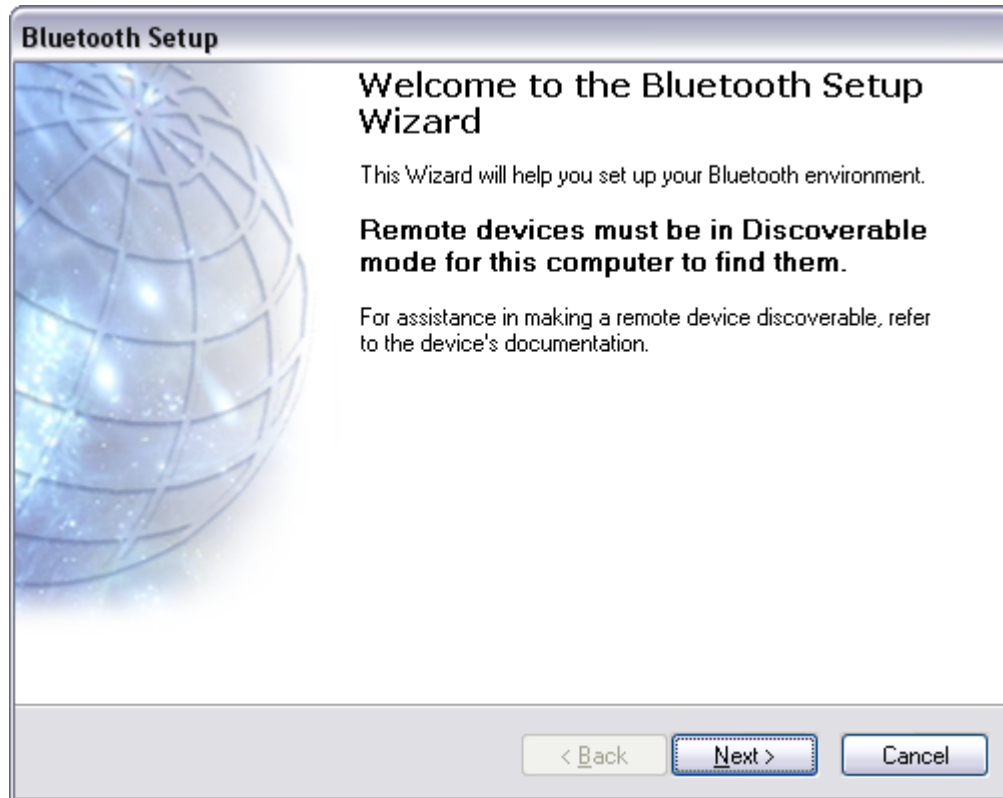 Bluetooth Setup
Welcome to the Bluetooth Setup
Wizard
This Wizard will help you set up your Bluetooth environment.
Remote devices must be in Discoverable
mode for this computer to find them.
For assistance in making a remote device discoverable, refer
to the device's documentation.
< Back
Next >
Cancel